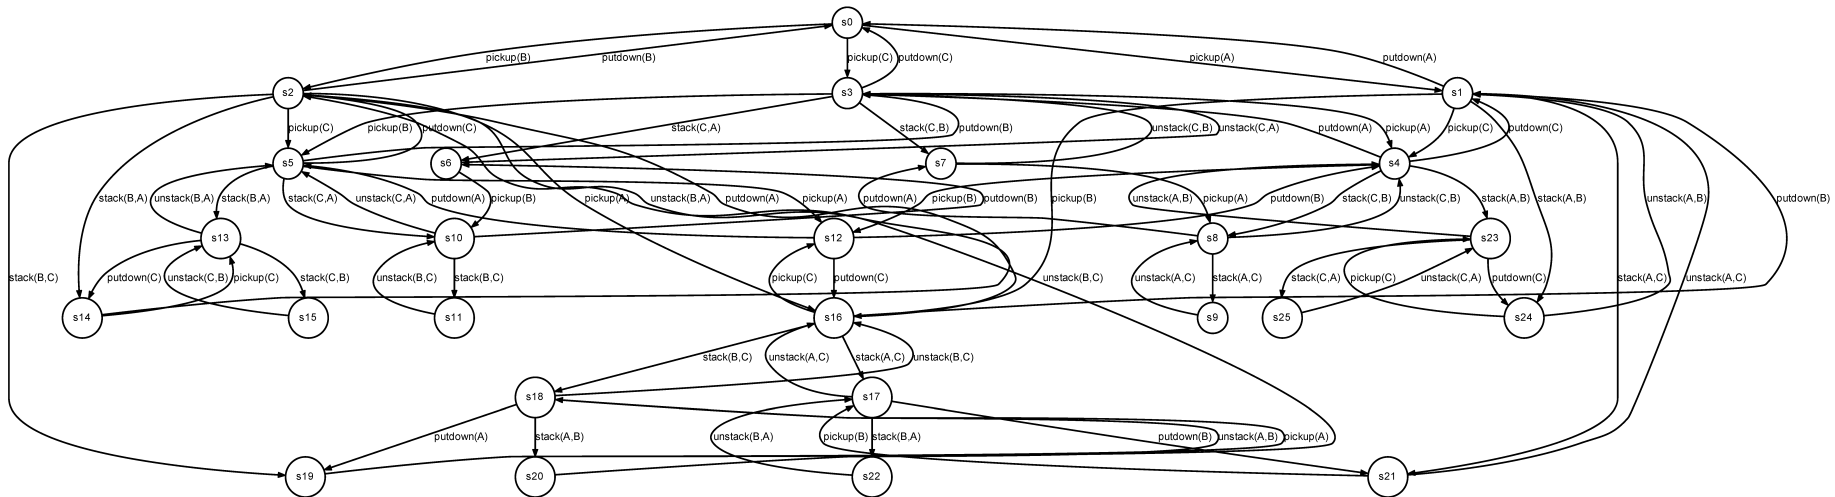 s0
pickup(B)
putdown(B)
pickup(C)
putdown(C)
pickup(A)
putdown(A)
s2
s3
s1
pickup(C)
pickup(B)
putdown(C)
stack(C,A)
stack(C,B)
putdown(B)
unstack(C,B)
unstack(C,A)
putdown(A)
pickup(A)
pickup(C)
putdown(C)
s5
s6
s7
s4
stack(B,A)
unstack(B,A)
stack(B,A)
stack(C,A)
unstack(C,A)
putdown(A)
pickup(B)
putdown(B)
pickup(A)
unstack(B,A)
putdown(A)
pickup(A)
putdown(A)
pickup(B)
pickup(B)
pickup(A)
putdown(B)
unstack(A,B)
stack(C,B)
unstack(C,B)
stack(A,B)
stack(A,B)
unstack(A,B)
putdown(B)
s13
s10
s12
s8
s23
stack(B,C)
putdown(C)
unstack(C,B)
pickup(C)
stack(C,B)
unstack(B,C)
stack(B,C)
pickup(C)
putdown(C)
unstack(B,C)
unstack(A,C)
stack(A,C)
stack(C,A)
pickup(C)
unstack(C,A)
putdown(C)
stack(A,C)
unstack(A,C)
s14
s15
s11
s16
s9
s25
s24
stack(B,C)
unstack(A,C)
stack(A,C)
unstack(B,C)
s18
s17
putdown(A)
stack(A,B)
unstack(B,A)
pickup(B)
stack(B,A)
putdown(B)
unstack(A,B)
pickup(A)
s19
s20
s22
s21